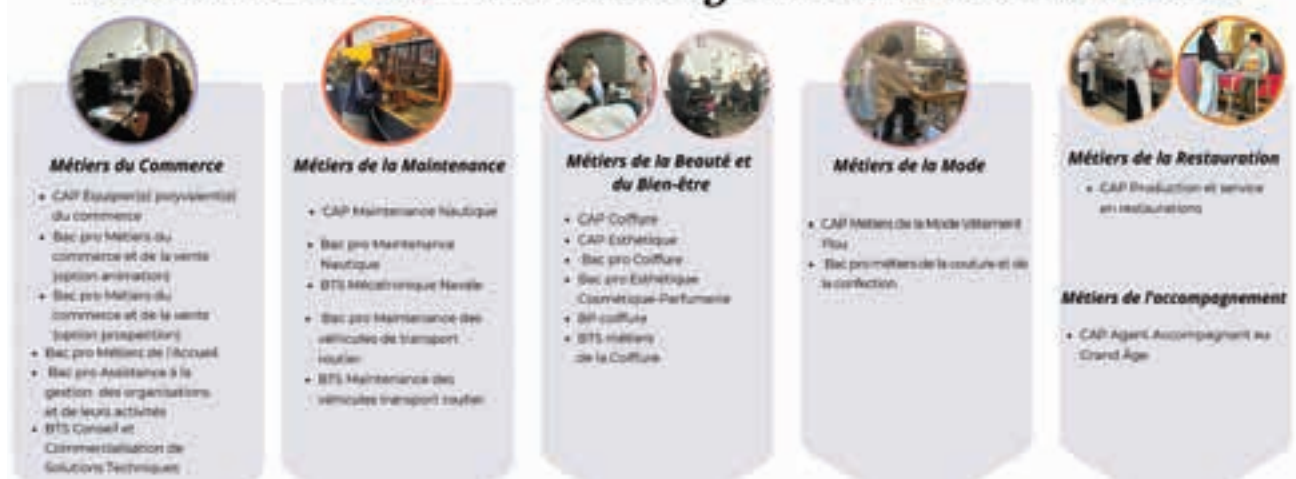 Métiers du Commerce
• CAP Équipier(e) polyvalent(e)
du commerce
• Bac pro Métiers du
commerce et de la vente
(option animation)
• Bac pro Métiers du
commerce et de la vente
(option prospection)
• Bac pro Métiers de l'Accueil
• Bac pro Assistance à la
gestion des organisations
et de leurs activités
• BTS Conseil et
Commercialisation de
Solutions Techniques
Métiers de la Maintenance
• CAP Maintenance Nautique
• Bac pro Maintenance
Nautique
• BTS Mécatronique Navale
• Bac pro Maintenance des
véhicules de transport
routier
• BTS Maintenance des
véhicules transport routier
Métiers de la Beauté et
du Bien-être
• CAP Coiffure
• CAP Esthétique
• Bac pro Coiffure
• Bac pro Esthétique
Cosmétique-Parfumerie
• BP coiffure
• BTS métiers
de la Coiffure
Métiers de la Mode
• CAP Métiers de la Mode Vêtement
Flou
• Bac pro métiers de la couture et de
la confection
Métiers de la Restauration
• CAP Production et service
en restaurations
Métiers de l'accompagnement
• CAP Agent Accompagnant au
Grand Âge